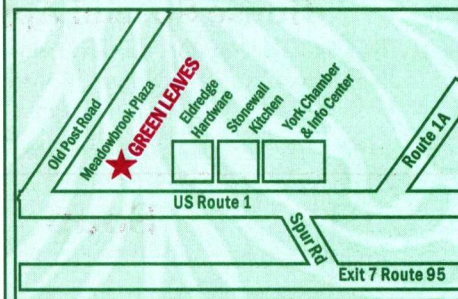 Old Post Road
Meadowbrook Plaza
GREEN LEAVES
Eldredge
Hardware
Stonewall
Kitchen
York Chamber
& Info Center
Route 1A
US Route 1
Spur Rd
Exit 7 Route 95